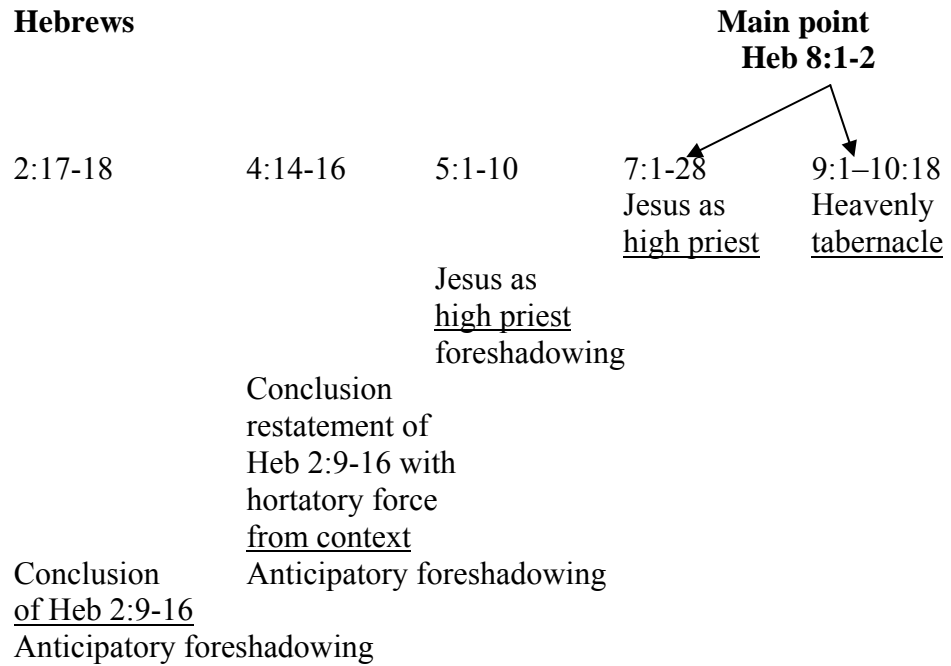 Hebrews Main point
Heb 8:1-2
2:17-18 4:14-16 5:1-10 7:1-28 9:1–10:18
Jesus as Heavenly
high priest tabernacle
Jesus as
high priest
foreshadowing
Conclusion
restatement of
Heb 2:9-16 with
hortatory force
from context
Conclusion Anticipatory foreshadowing
of Heb 2:9-16
Anticipatory foreshadowing